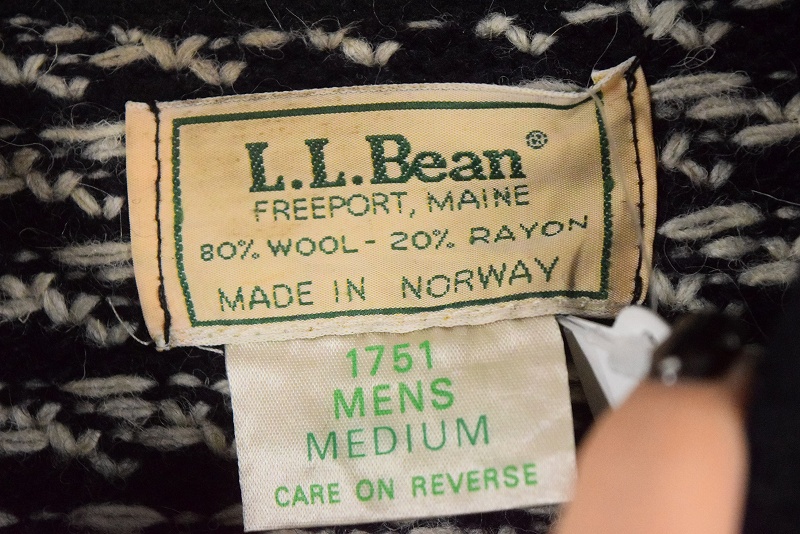 L.L.Bean®
FREEPORT, MAINE
80% WOOL - 20% RAYON
MADE IN NORWAY
1751
MENS
MEDIUM
CARE ON REVERSE